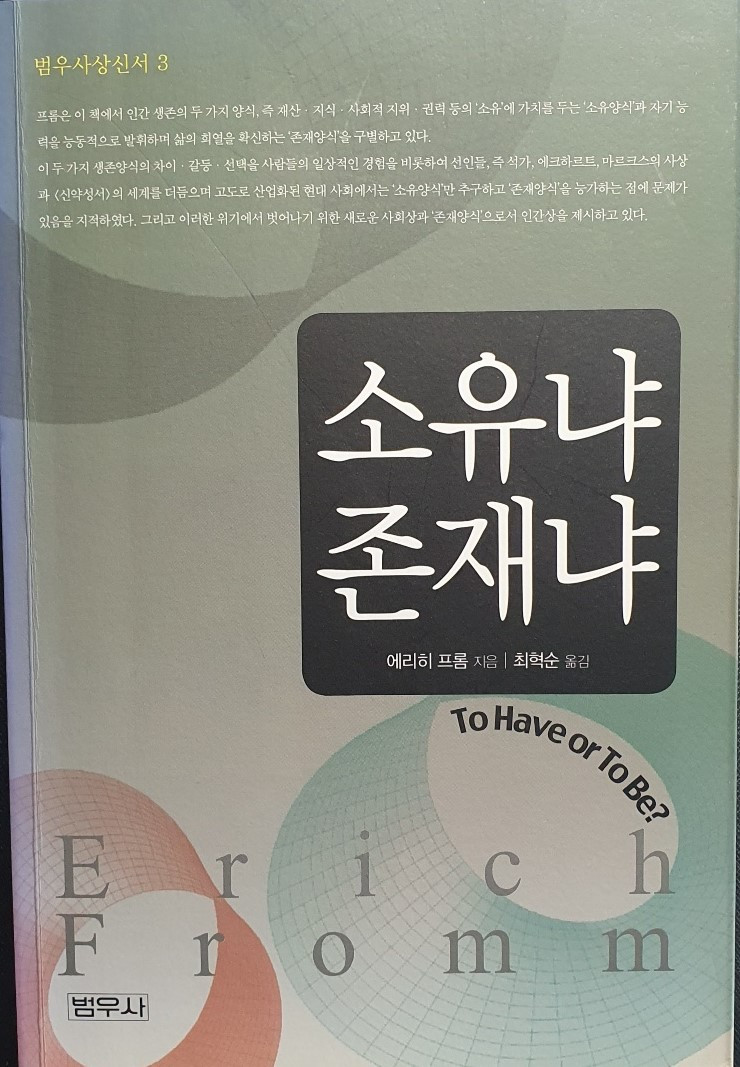 범우사상신서 3
프롬은 이 책에서 인간 생존의 두 가지 양식, 즉 재산 · 지식 · 사회적 지위 · 권력 등의 '소유'에 가치를 두는 '소유양식'과 자기 능
력을 능동적으로 발휘하며 삶의 희열을 확신하는 '존재양식'을 구별하고 있다.
이 두 가지 생존양식의 차이 · 갈등 · 선택을 사람들의 일상적인 경험을 비롯하여 선인들, 즉 석가, 에크하르트, 마르크스의 사상
과 〈신약성서〉의 세계를 더듬으며 고도로 산업화된 현대 사회에서는 '소유양식'만 추구하고 '존재양식'을 능가하는 점에 문제가
있음을 지적하였다. 그리고 이러한 위기에서 벗어나기 위한 새로운 사회상과 '존재양식'으로서 인간상을 제시하고 있다.
소유냐
존재냐
에리히 프롬 지음 | 최혁순 옮김
To Have or To Be?
Erich
Fromm
범우사